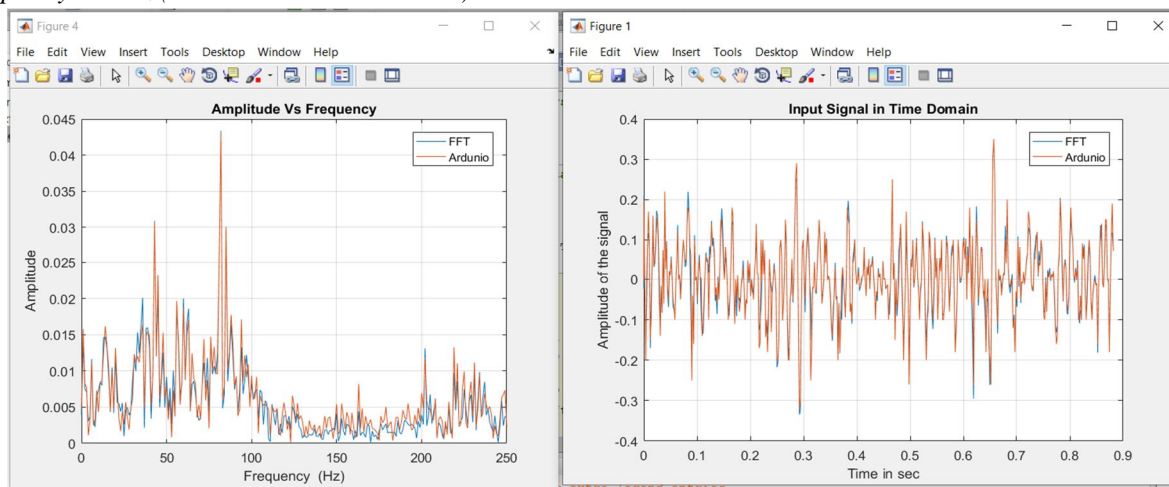 Figure 4
File Edit View Insert Tools Desktop Window Help
Amplitude Vs Frequency
FFT
Ardunio
0.045
0.04
0.035
0.03
0.025
0.02
0.015
0.01
0.005
0
Amplitude
0 50 100 150 200 250
Frequency (Hz)
Figure 1
File Edit View Insert Tools Desktop Window Help
Input Signal in Time Domain
FFT
Ardunio
0.4
0.3
0.2
0.1
0
-0.1
-0.2
-0.3
-0.4
Amplitude of the signal
0 0.1 0.2 0.3 0.4 0.5 0.6 0.7 0.8 0.9
Time in sec